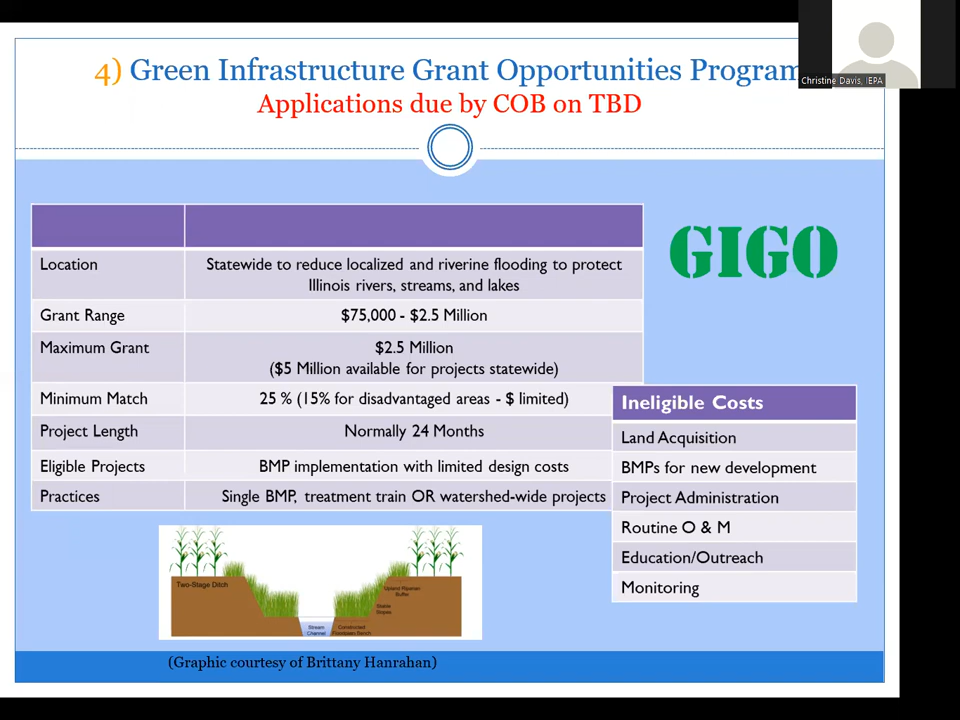 Christine Davis, IEPA
4) Green Infrastructure Grant Opportunities Program
Applications due by COB on TBD
GIGO
Location
Statewide to reduce localized and riverine flooding to protect
Illinois rivers, streams, and lakes
Grant Range
$75,000 - $2.5 Million
Maximum Grant
$2.5 Million
($5 Million available for projects statewide)
Minimum Match
25 % (15% for disadvantaged areas - $ limited)
Project Length
Normally 24 Months
Eligible Projects
BMP implementation with limited design costs
Practices
Single BMP, treatment train OR watershed-wide projects
Ineligible Costs
Land Acquisition
BMPs for new development
Project Administration
Routine O & M
Education/Outreach
Monitoring
Two-Stage Ditch
Upland Riparian
Buffer
Stable
Slopes
Stream
Channel
Constructed
Floodplain Bench
(Graphic courtesy of Brittany Hanrahan)